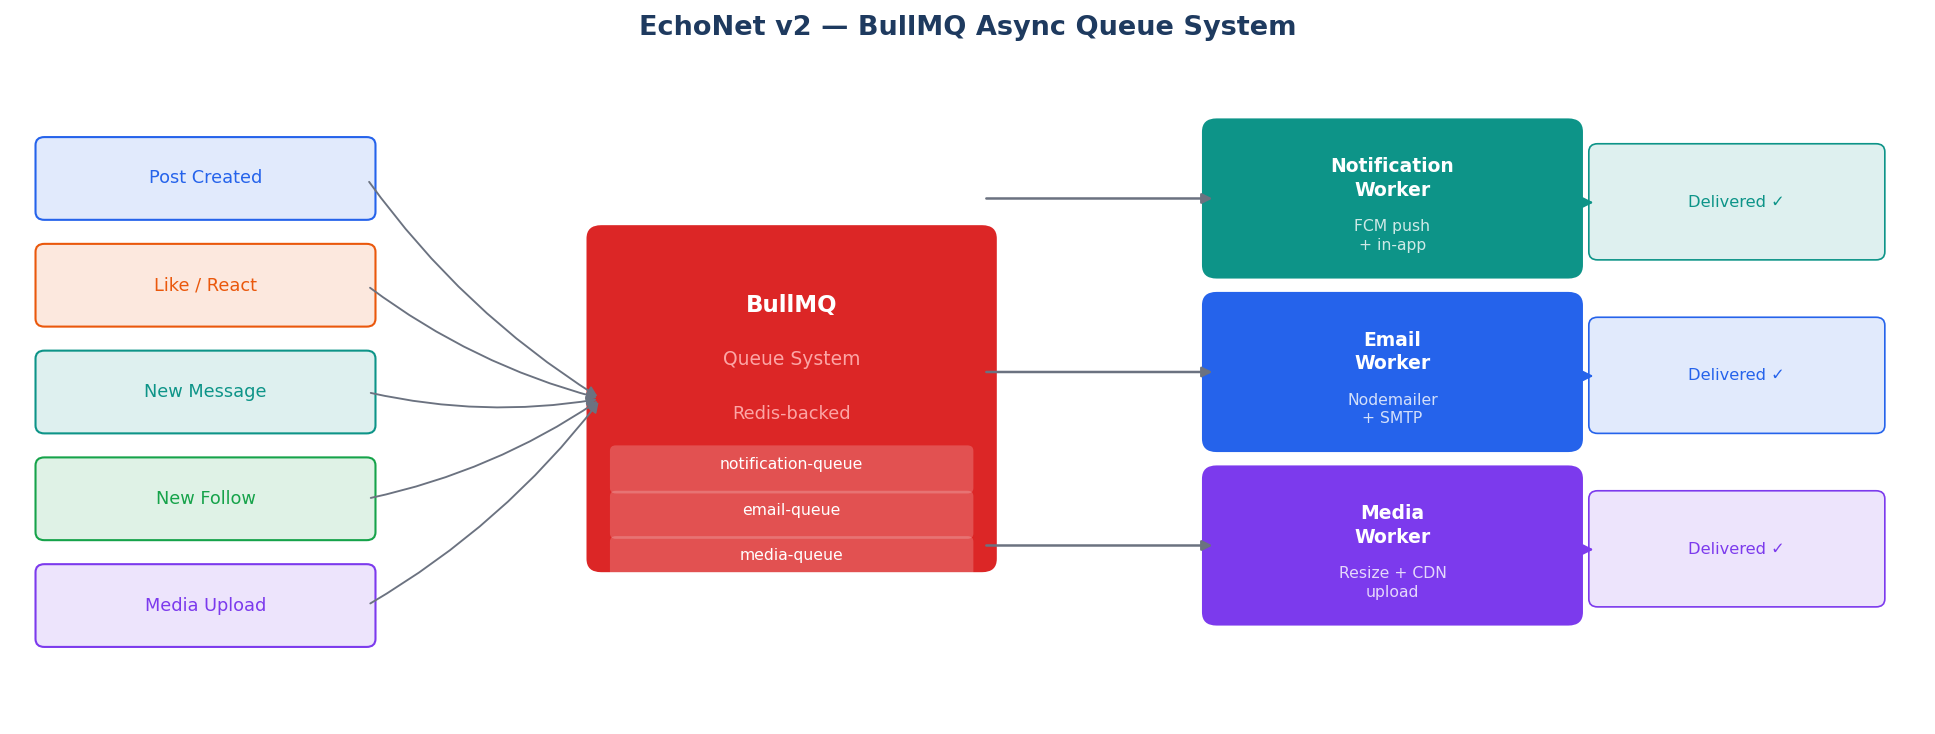 EchoNet v2 — BullMQ Async Queue System
Post Created
Like / React
New Message
New Follow
Media Upload
BullMQ
Queue System
Redis-backed
notification-queue
email-queue
media-queue
Notification
Worker
FCM push
+ in-app
Delivered ✓
Email
Worker
Nodemailer
+ SMTP
Delivered ✓
Media
Worker
Resize + CDN
upload
Delivered ✓